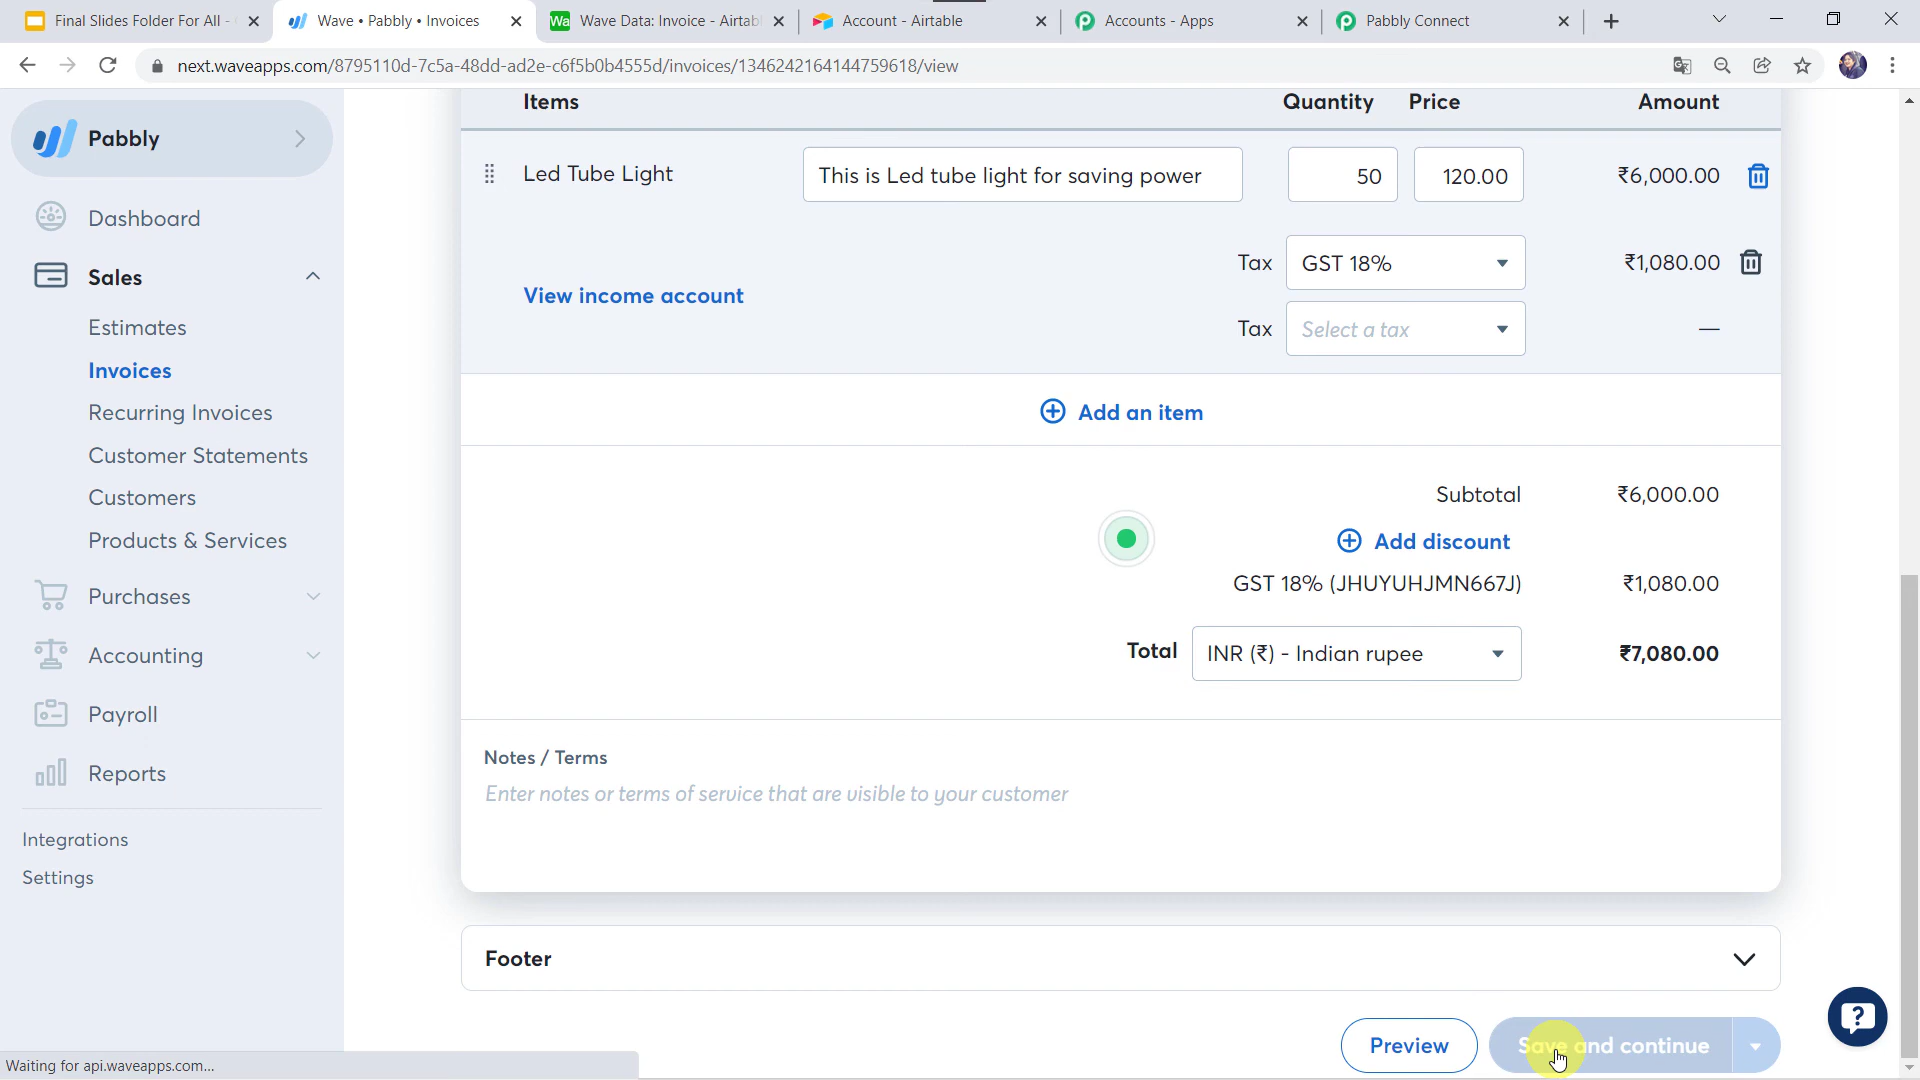 Final Slides Folder For All -
Wave • Pabbly • Invoices
Wa
Wave Data: Invoice - Airtabl
Account - Airtable
Accounts - Apps
Pabbly Connect
next.waveapps.com/8795110d-7c5a-48dd-ad2e-c6f5b0b4555d/invoices/1346242164144759618/view
Pabbly
Dashboard
Sales
Estimates
Invoices
Recurring Invoices
Customer Statements
Customers
Products & Services
Purchases
Accounting
Payroll
Reports
Integrations
Settings
Items Quantity Price Amount
Led Tube Light This is Led tube light for saving power 50 120.00 ₹6,000.00
Tax GST 18% ₹1,080.00
View income account
Tax Select a tax —
Add an item
Subtotal ₹6,000.00
Add discount
GST 18% (JHUYUHJMN667J) ₹1,080.00
Total INR (₹) - Indian rupee ₹7,080.00
Notes / Terms
Enter notes or terms of service that are visible to your customer
Footer
Preview Save and continue
?
Waiting for api.waveapps.com...